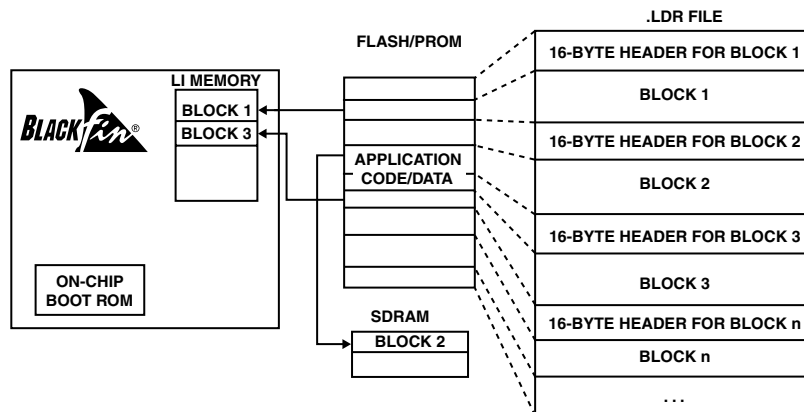 .LDR FILE
FLASH/PROM
16-BYTE HEADER FOR BLOCK 1
LI MEMORY
BLOCK 1
BLOCK 1
BLACKfin®
BLOCK 3
16-BYTE HEADER FOR BLOCK 2
APPLICATION
CODE/DATA
BLOCK 2
16-BYTE HEADER FOR BLOCK 3
ON-CHIP
BOOT ROM
BLOCK 3
SDRAM
16-BYTE HEADER FOR BLOCK n
BLOCK 2
BLOCK n
...